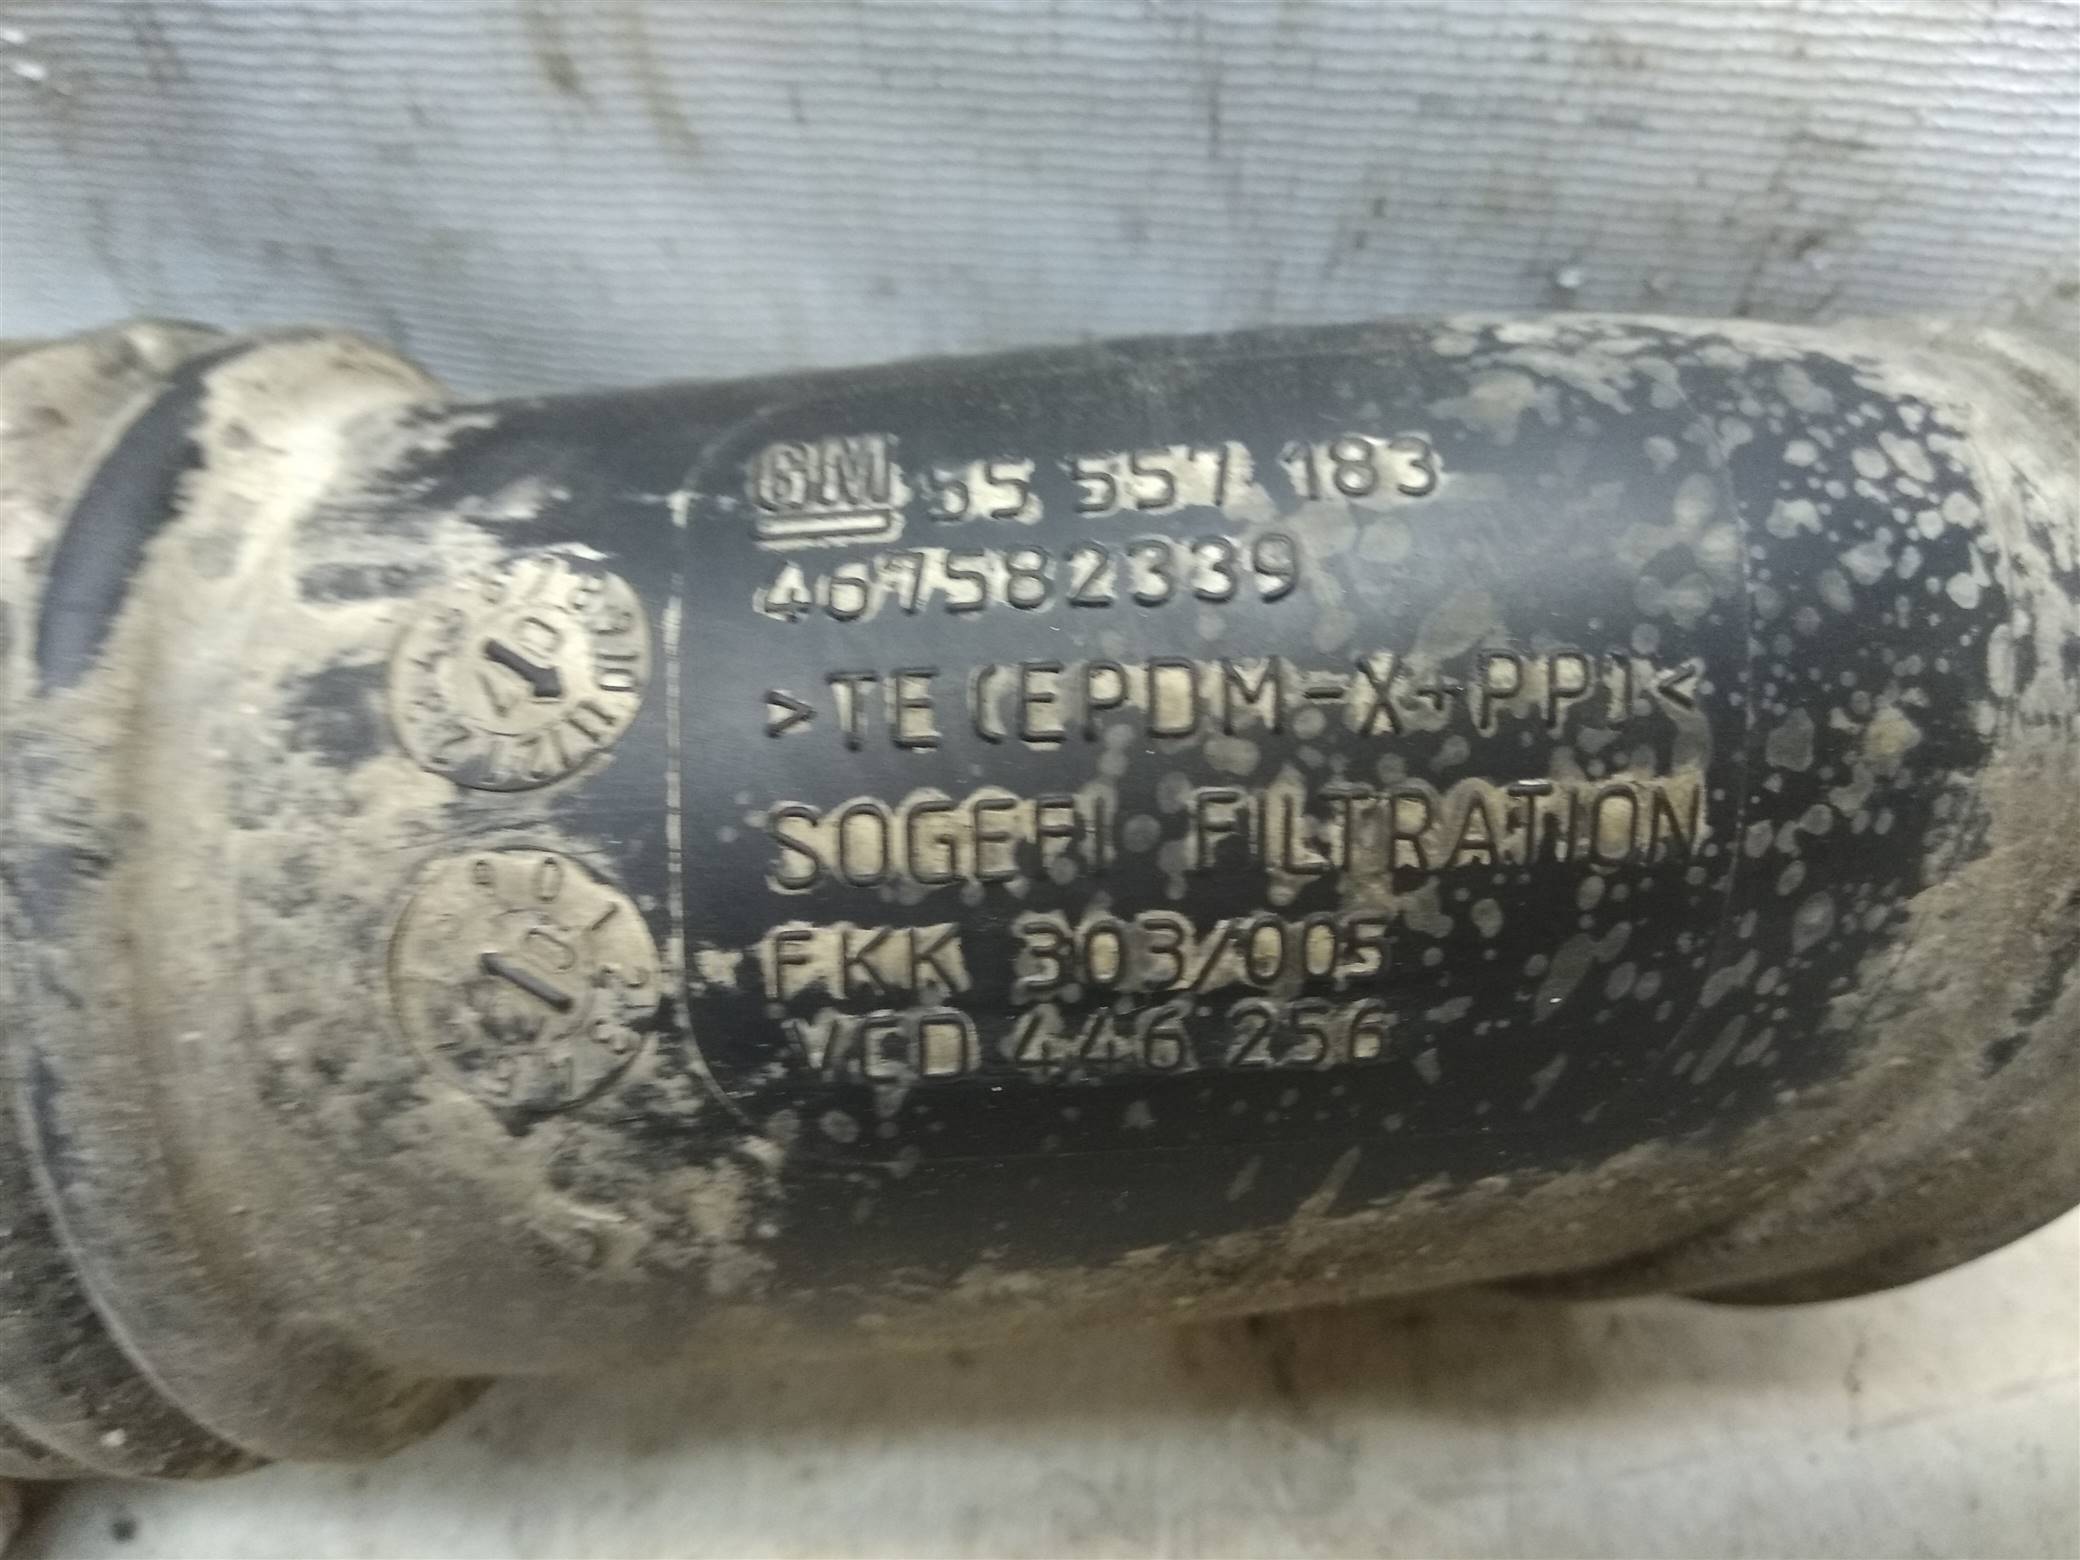 GM 55 557 183
467582339
>TE(EPDM-X+PP)<
SOGEFI FILTRATION
FKK 303/005
VCD 446 256